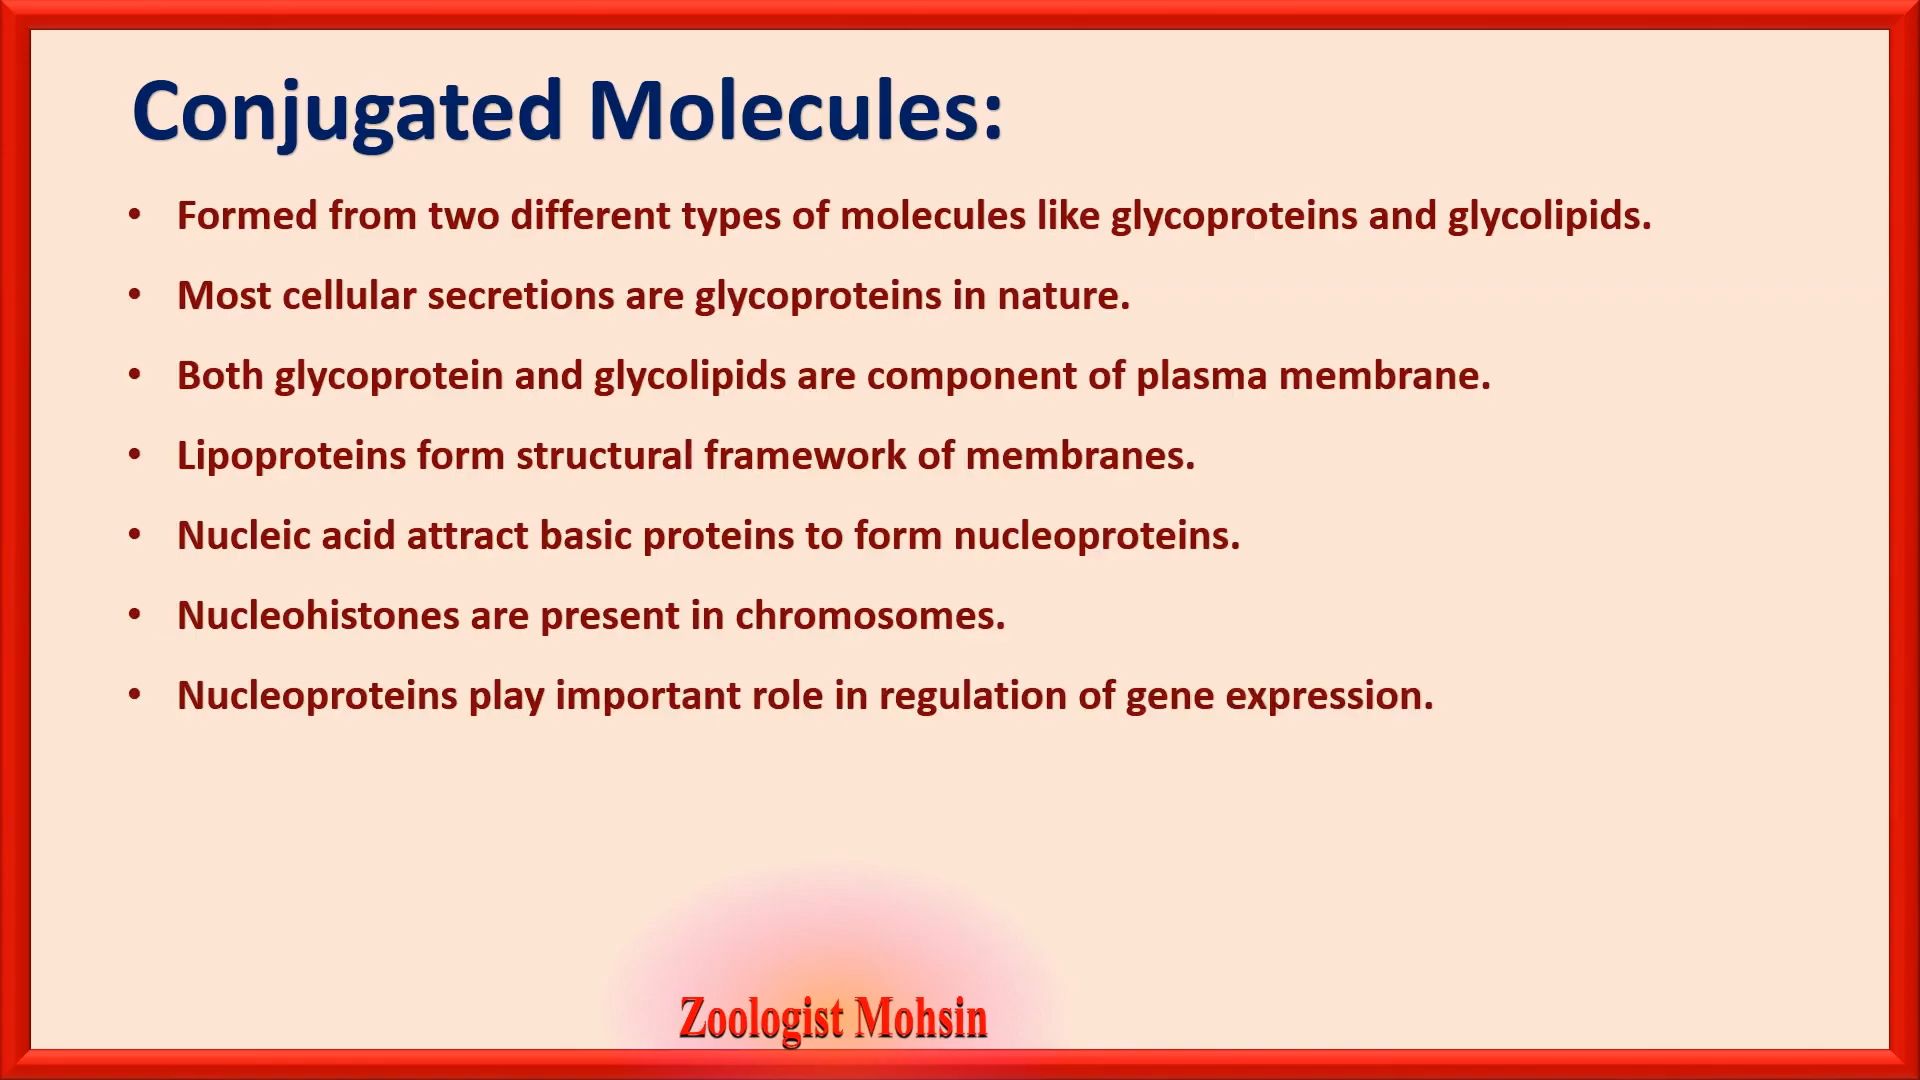 Conjugated Molecules:
• Formed from two different types of molecules like glycoproteins and glycolipids.
• Most cellular secretions are glycoproteins in nature.
• Both glycoprotein and glycolipids are component of plasma membrane.
• Lipoproteins form structural framework of membranes.
• Nucleic acid attract basic proteins to form nucleoproteins.
• Nucleohistones are present in chromosomes.
• Nucleoproteins play important role in regulation of gene expression.
Zoologist Mohsin